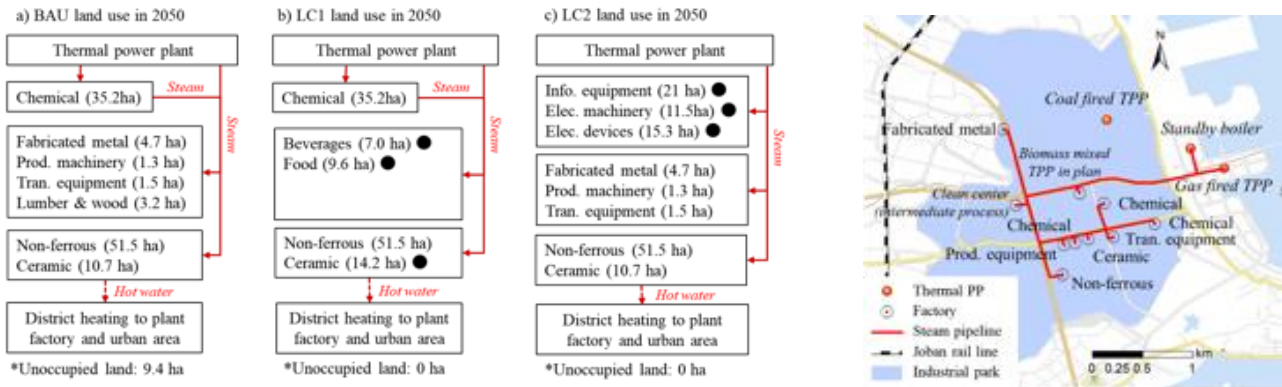 a) BAU land use in 2050
Thermal power plant
Steam
Chemical (35.2ha)
Steam
Fabricated metal (4.7 ha)
Prod. machinery (1.3 ha)
Tran. equipment (1.5 ha)
Lumber & wood (3.2 ha)
Non-ferrous (51.5 ha)
Ceramic (10.7 ha)
Hot water
District heating to plant
factory and urban area
*Unoccupied land: 9.4 ha
b) LC1 land use in 2050
Thermal power plant
Steam
Chemical (35.2ha)
Steam
Beverages (7.0 ha)
Food (9.6 ha)
Non-ferrous (51.5 ha)
Ceramic (14.2 ha)
Hot water
District heating to plant
factory and urban area
*Unoccupied land: 0 ha
c) LC2 land use in 2050
Thermal power plant
Info. equipment (21 ha)
Elec. machinery (11.5ha)
Elec. devices (15.3 ha)
Steam
Fabricated metal (4.7 ha)
Prod. machinery (1.3 ha)
Tran. equipment (1.5 ha)
Non-ferrous (51.5 ha)
Ceramic (10.7 ha)
Hot water
District heating to plant
factory and urban area
*Unoccupied land: 0 ha
N
Coal fired TPP
Fabricated metal
Standby boiler
Biomass mixed
TPP in plan
Gas fired TPP
Clean center
(intermediate process)
Chemical
Chemical
Chemical
Tran. equipment
Prod. equipment
Ceramic
Non-ferrous
Thermal PP
Factory
Steam pipeline
Joban rail line
Industrial park
km
0 0.25 0.5 1